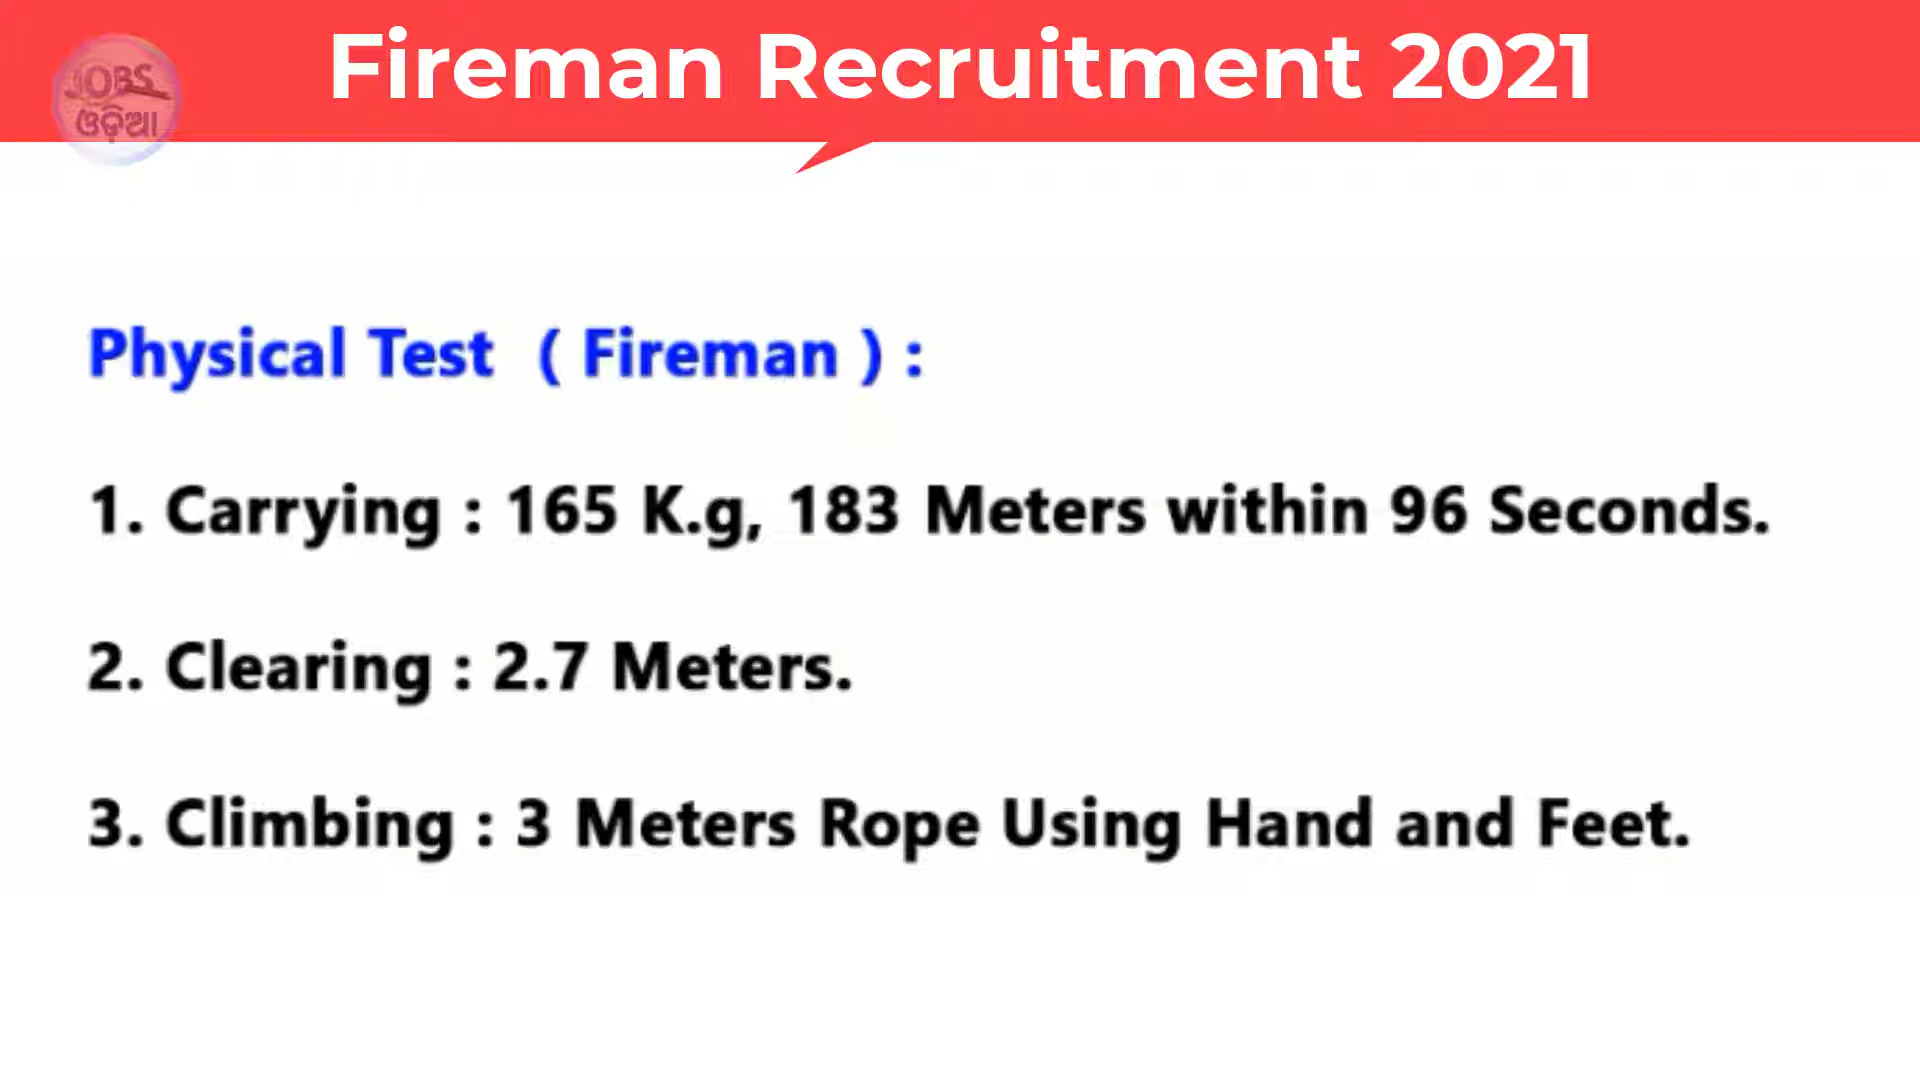 Fireman Recruitment 2021
JOBS
ଓଡ଼ିଆ
Physical Test ( Fireman ) :
1. Carrying : 165 K.g, 183 Meters within 96 Seconds.
2. Clearing : 2.7 Meters.
3. Climbing : 3 Meters Rope Using Hand and Feet.